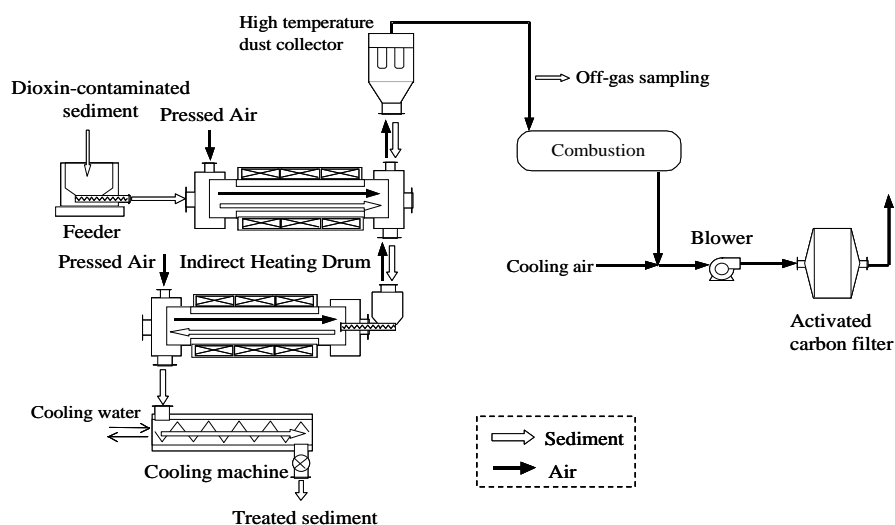 High temperature
dust collector
Dioxin-contaminated
sediment
Pressed Air
Off-gas sampling
Combustion
Feeder
Pressed Air
Indirect Heating Drum
Cooling air
Blower
Activated
carbon filter
Cooling water
Cooling machine
Sediment
Air
Treated sediment